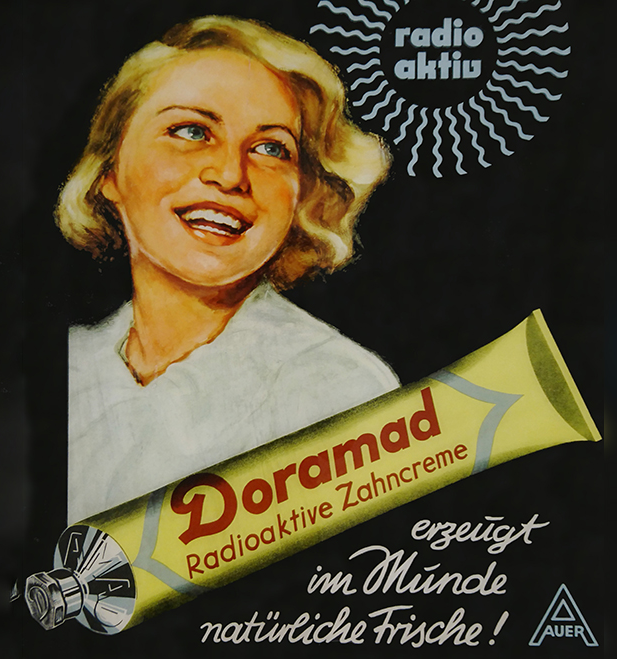 radio
aktiv
Doramad
Radioaktive Zahncreme
erzeugt
im Munde
natürliche Frische!
AUER